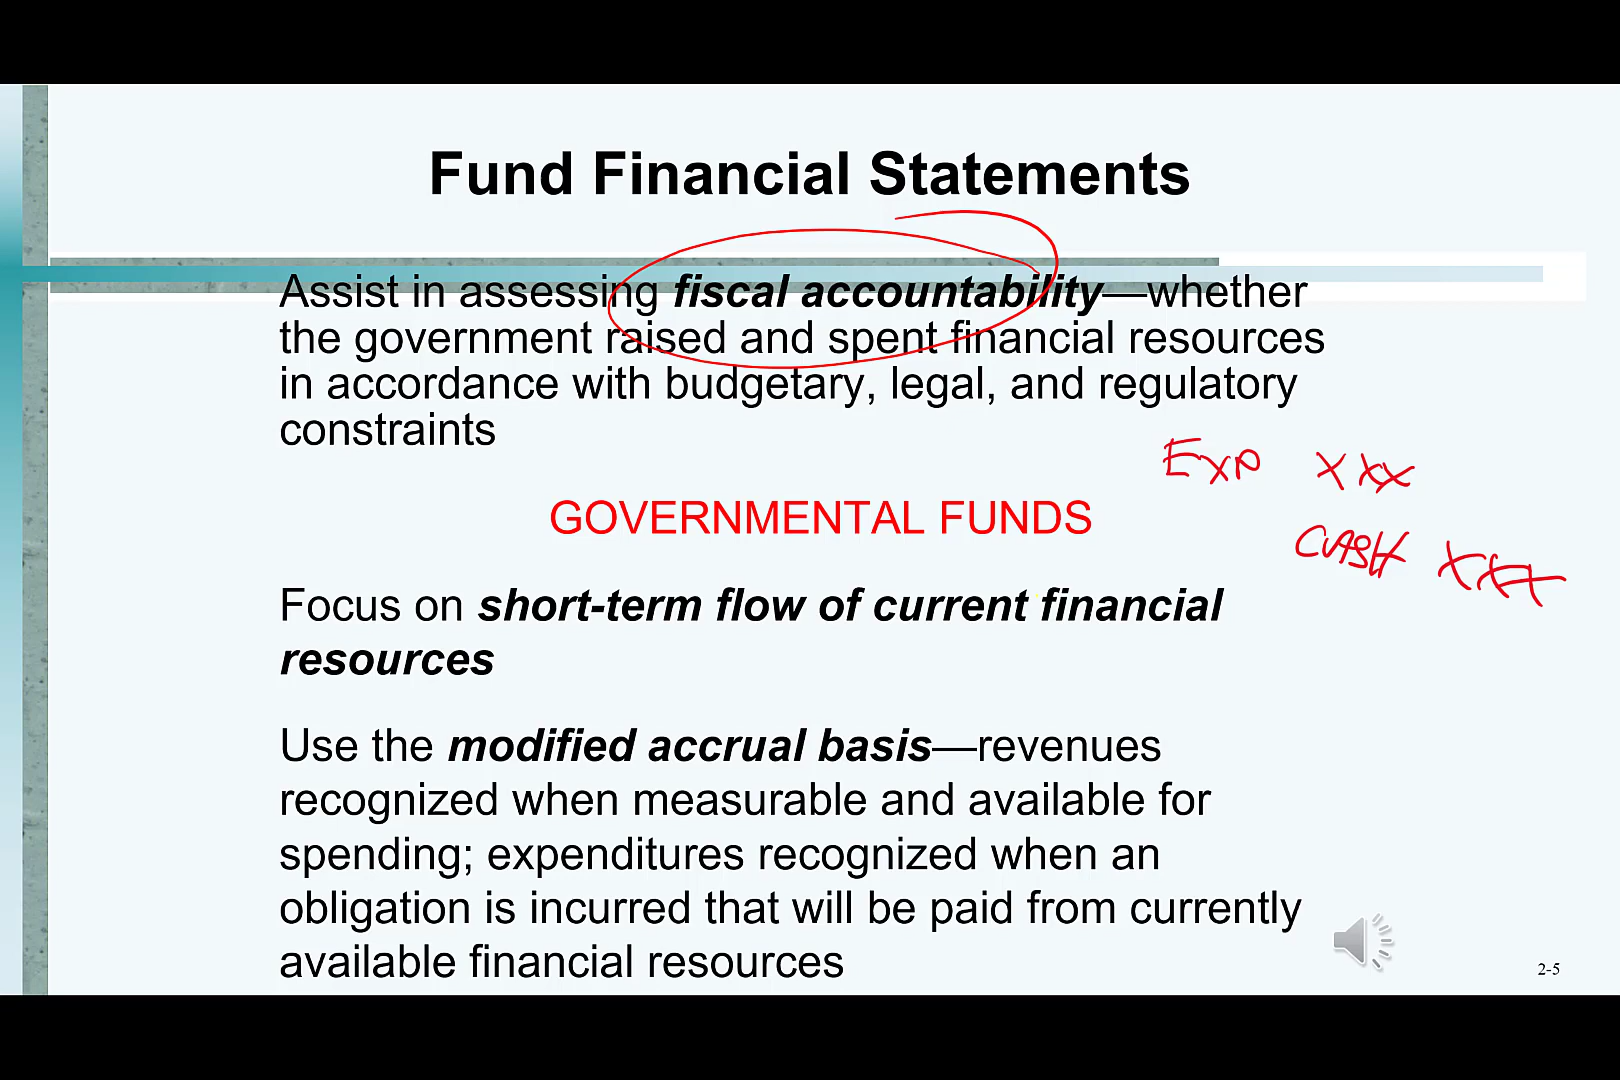 Fund Financial Statements
Assist in assessing fiscal accountability—whether
the government raised and spent financial resources
in accordance with budgetary, legal, and regulatory
constraints
EXP XXX
GOVERNMENTAL FUNDS
CASH XXX
Focus on short-term flow of current financial
resources
Use the modified accrual basis—revenues
recognized when measurable and available for
spending; expenditures recognized when an
obligation is incurred that will be paid from currently
available financial resources
2-5